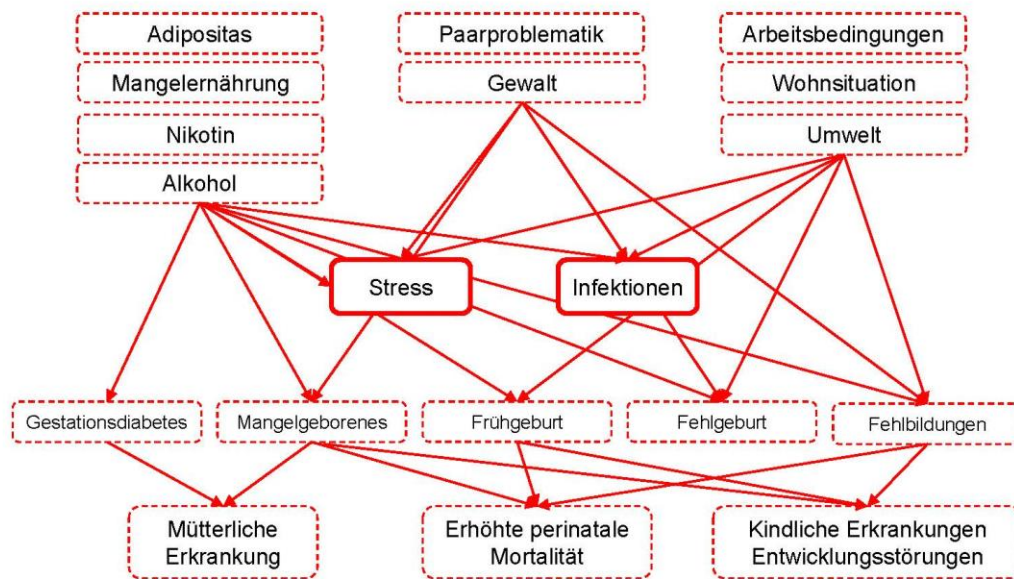 Adipositas
Paarproblematik
Arbeitsbedingungen
Mangelernährung
Gewalt
Wohnsituation
Nikotin
Umwelt
Alkohol
Stress
Infektionen
Gestationsdiabetes
Mangelgeborenes
Frühgeburt
Fehlgeburt
Fehlbildungen
Mütterliche
Erkrankung
Erhöhte perinatale
Mortalität
Kindliche Erkrankungen
Entwicklungsstörungen